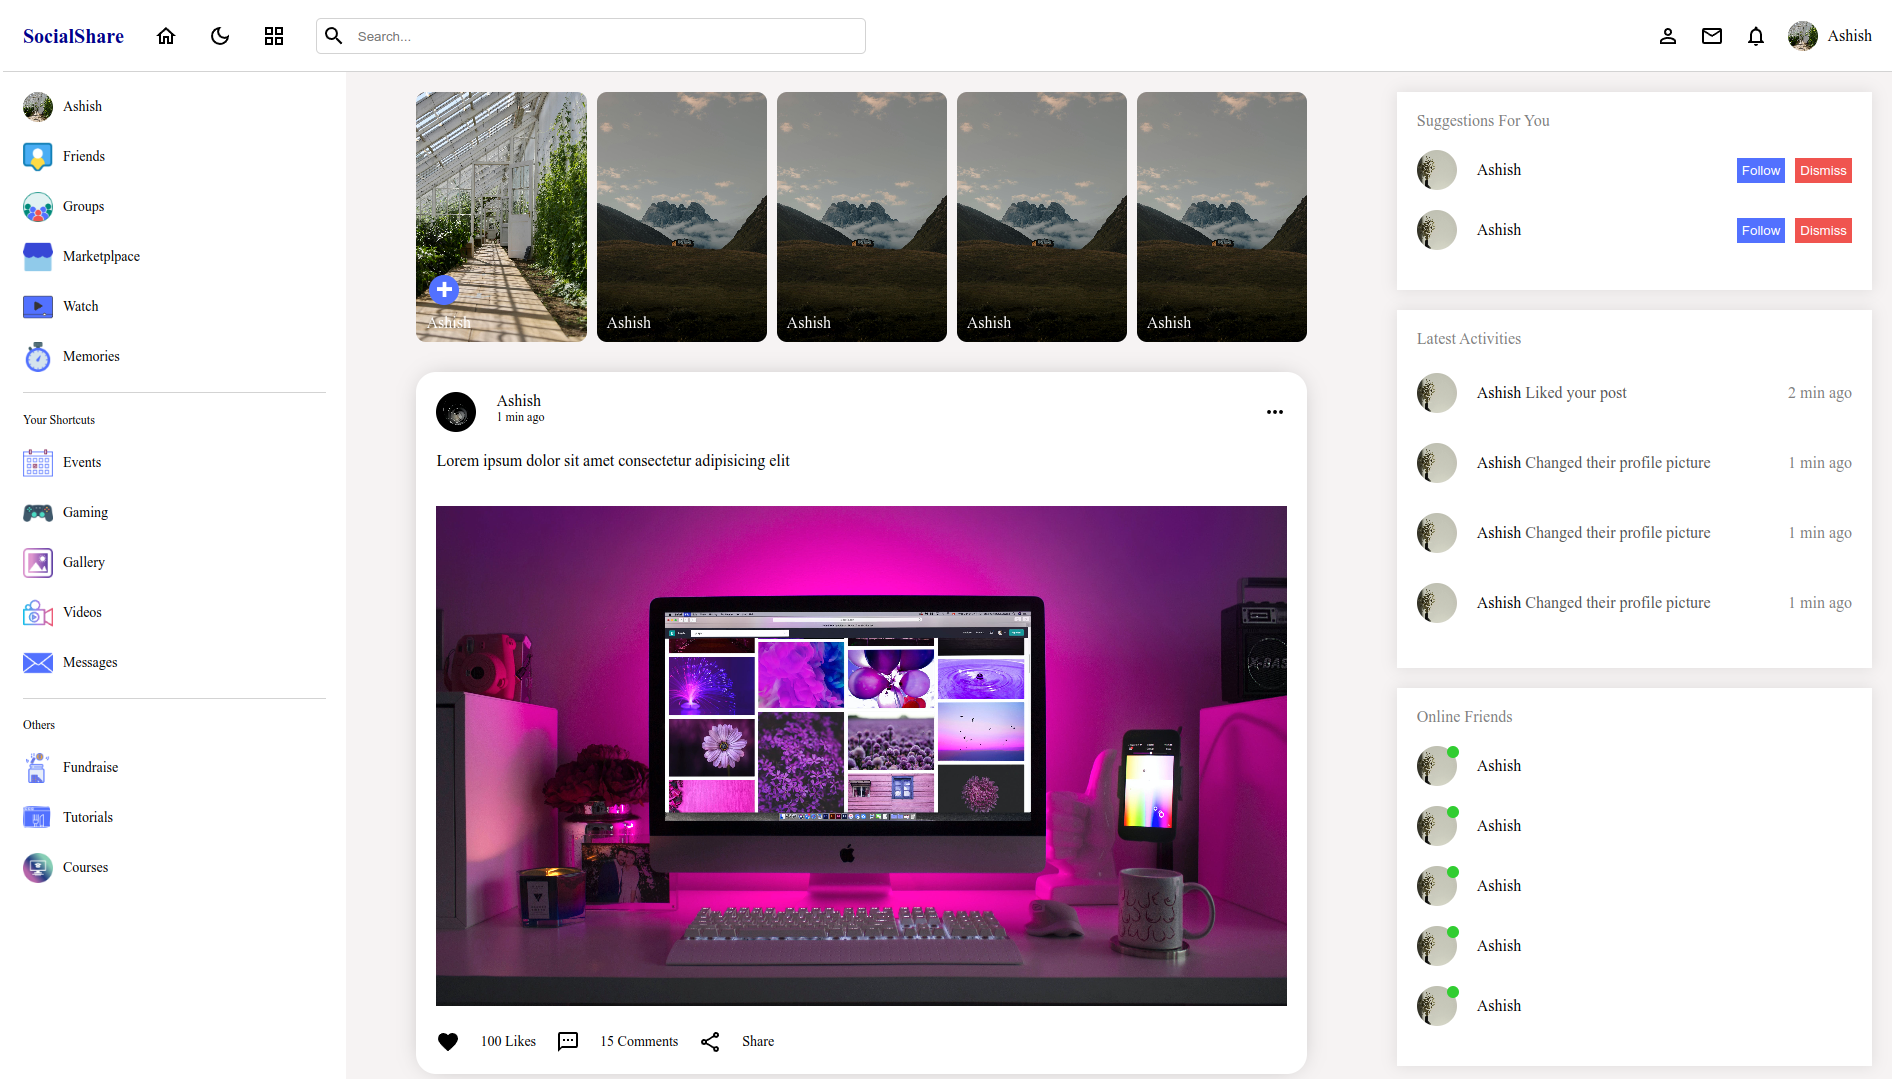 SocialShare
Search...
Ashish
Ashish
Friends
Groups
Marketplpace
Watch
Memories
Your Shortcuts
Events
Gaming
Gallery
Videos
Messages
Others
Fundraise
Tutorials
Courses
Ashish
Ashish
Ashish
Ashish
Ashish
Ashish
1 min ago
Lorem ipsum dolor sit amet consectetur adipisicing elit
X-BAS
100 Likes
15 Comments
Share
Suggestions For You
Ashish Follow Dismiss
Ashish Follow Dismiss
Latest Activities
Ashish Liked your post 2 min ago
Ashish Changed their profile picture 1 min ago
Ashish Changed their profile picture 1 min ago
Ashish Changed their profile picture 1 min ago
Online Friends
Ashish
Ashish
Ashish
Ashish
Ashish